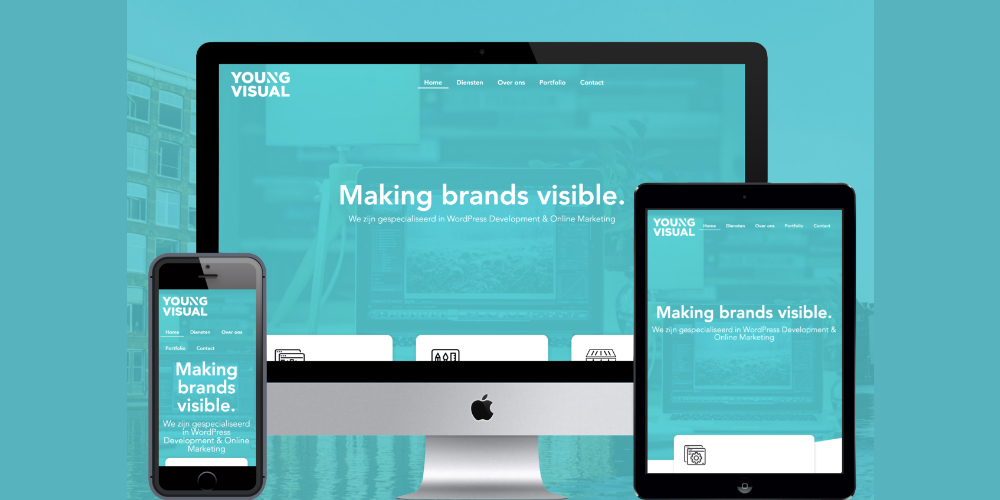 YOUNG
VISUAL
Home Diensten Over ons Portfolio Contact
Making brands visible.
We zijn gespecialiseerd in WordPress Development & Online Marketing
YOUNG
VISUAL
Home Diensten Over ons
Portfolio Contact
Making
brands
visible.
We zijn gespecialiseerd
in WordPress
Development & Online
Marketing
YOUNG
VISUAL
Home Diensten Over ons Portfolio Contact
Making brands visible.
We zijn gespecialiseerd in WordPress Development &
Online Marketing